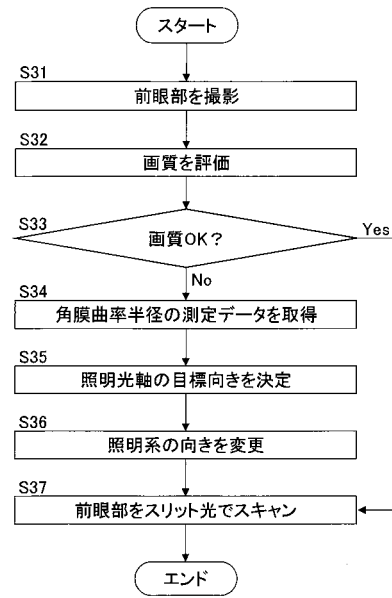 スタート
S31
前眼部を撮影
S32
画質を評価
S33
画質OK?
Yes
No
S34
角膜曲率半径の測定データを取得
S35
照明光軸の目標向きを決定
S36
照明系の向きを変更
S37
前眼部をスリット光でスキャン
エンド